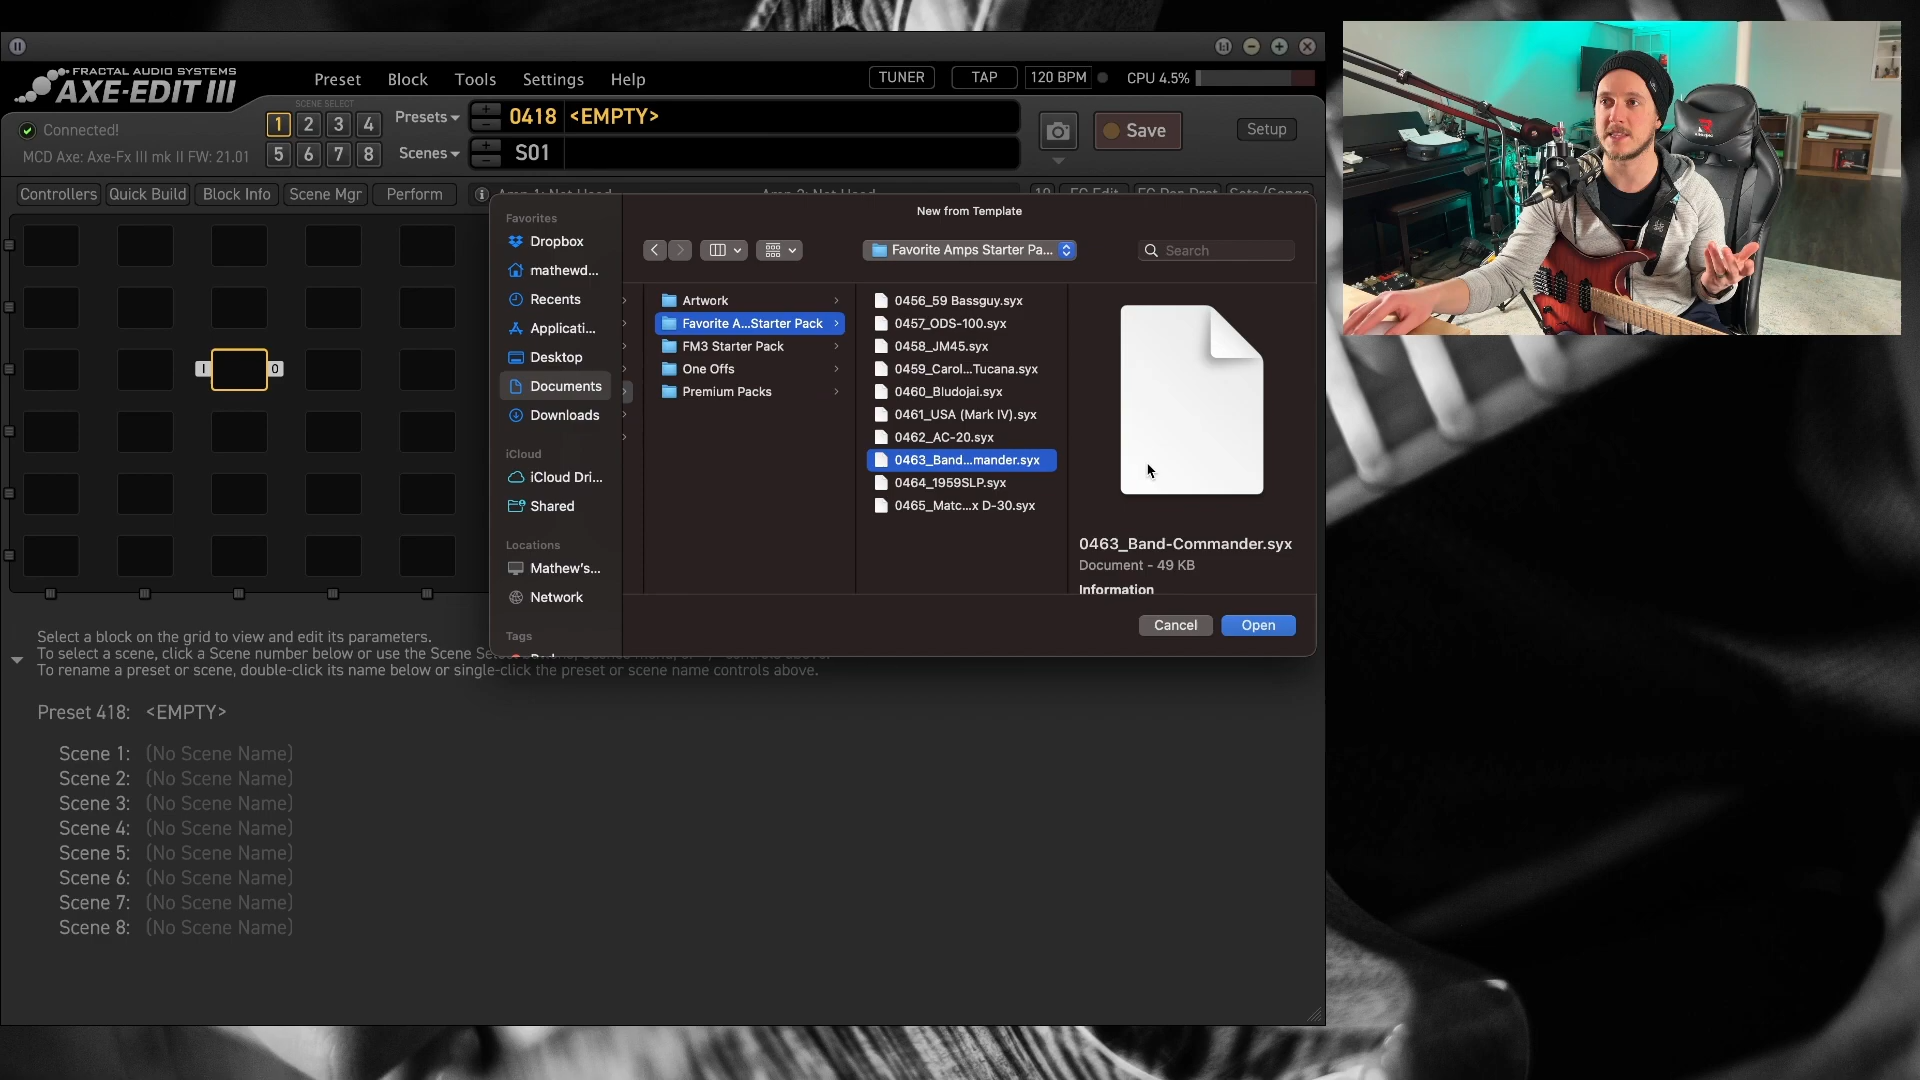 FRACTAL AUDIO SYSTEMS
AXE-EDIT III
Preset
Block
Tools
Settings
Help
TUNER
TAP
120 BPM
CPU 4.5%
SCENE SELECT
1 2 3 4
5 6 7 8
Connected!
MCD Axe: Axe-Fx III mk II FW: 21.01
Presets
0418 <EMPTY>
Scenes
S01
Save
Setup
Controllers
Quick Build
Block Info
Scene Mgr
Perform
Amp 1: Not Used
Amp 2: Not Used
I
O
New from Template
Favorites
Dropbox
mathewd...
Recents
Applicati...
Desktop
Documents
Downloads
iCloud
iCloud Dri...
Shared
Locations
Mathew's...
Network
Tags
Favorite Amps Starter Pa...
Search
Artwork
Favorite A...Starter Pack
FM3 Starter Pack
One Offs
Premium Packs
0456_59 Bassguy.syx
0457_ODS-100.syx
0458_JM45.syx
0459_Carol...Tucana.syx
0460_Bludojai.syx
0461_USA (Mark IV).syx
0462_AC-20.syx
0463_Band...mander.syx
0464_1959SLP.syx
0465_Matc...x D-30.syx
0463_Band-Commander.syx
Document - 49 KB
Information
Cancel
Open
Select a block on the grid to view and edit its parameters.
To select a scene, click a Scene number below or use the Scene
To rename a preset or scene, double-click its name below or single-click the preset or scene name controls above.
Preset 418: <EMPTY>
Scene 1: (No Scene Name)
Scene 2: (No Scene Name)
Scene 3: (No Scene Name)
Scene 4: (No Scene Name)
Scene 5: (No Scene Name)
Scene 6: (No Scene Name)
Scene 7: (No Scene Name)
Scene 8: (No Scene Name)